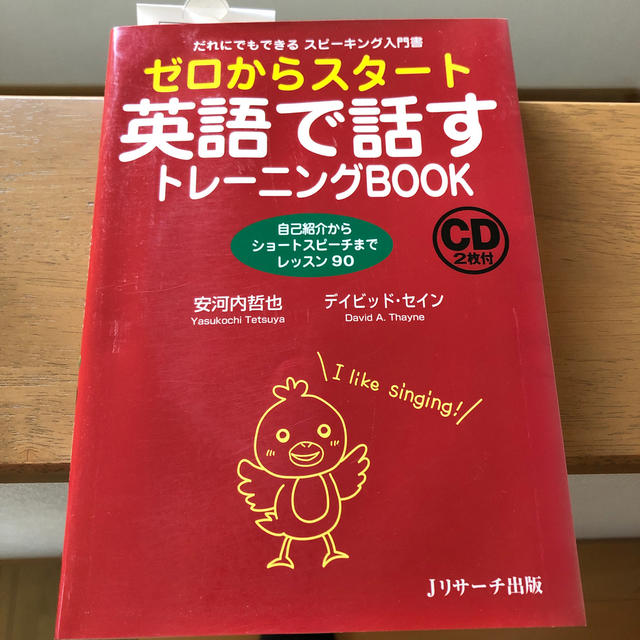 だれにでもできる スピーキング入門書
ゼロからスタート
英語で話す
トレーニングBOOK
自己紹介から
ショートスピーチまで
レッスン 90
CD
2枚付
安河内哲也 デイビッド・セイン
Yasukochi Tetsuya David A. Thayne
I like singing!
Jリサーチ出版